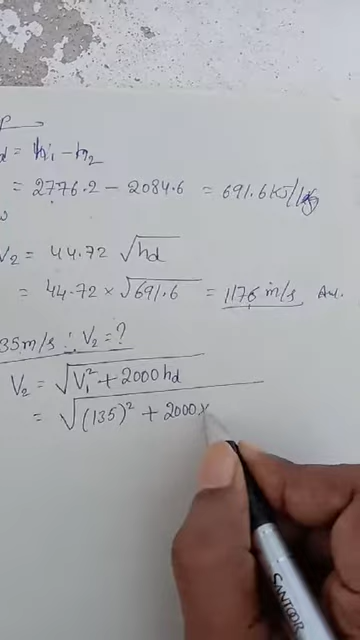 d = h₁ - h₂
= 2776.2 - 2084.6 = 691.6 KJ/kg
V₂ = 44.72 √hd
= 44.72 × √691.6 = 1176 m/s Ans.
35 m/s ∴ V₂ = ?
V₂ = √V₁² + 2000 hd
= √(135)² + 2000 ×
SANTOOR